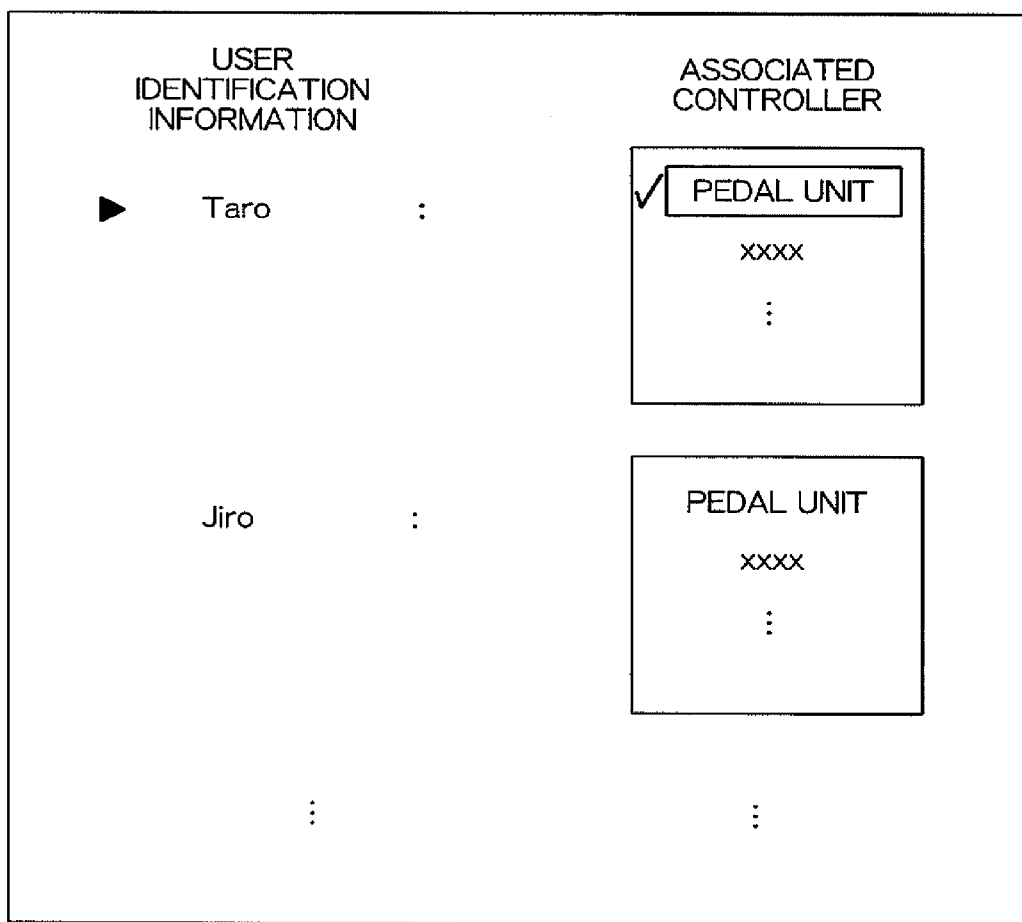 USER
IDENTIFICATION
INFORMATION
ASSOCIATED
CONTROLLER
▶ Taro :
✓ PEDAL UNIT
xxxx
⋮
Jiro :
PEDAL UNIT
xxxx
⋮
⋮ ⋮